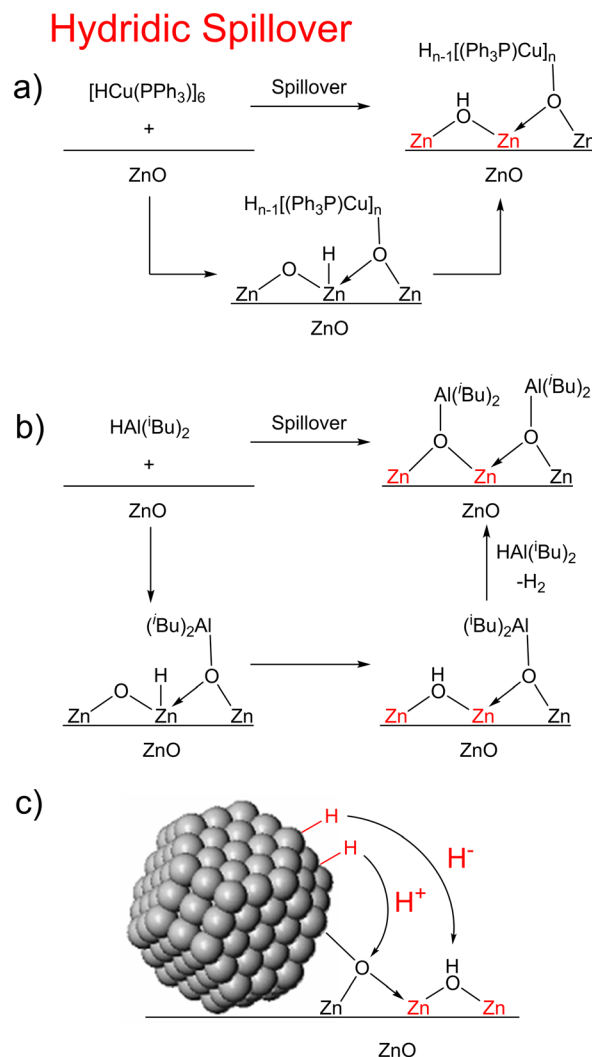 Hydridic Spillover
a)
[HCu(PPh₃)]₆
+
ZnO
Spillover
Hₙ₋₁[(Ph₃P)Cu]ₙ
H
O
O
Zn
Zn
Zn
ZnO
Hₙ₋₁[(Ph₃P)Cu]ₙ
H
O
O
Zn
Zn
Zn
ZnO
b)
HAl(ⁱBu)₂
+
ZnO
Spillover
Al(ⁱBu)₂
Al(ⁱBu)₂
O
O
Zn
Zn
Zn
ZnO
HAl(ⁱBu)₂
-H₂
(ⁱBu)₂Al
H
O
O
Zn
Zn
Zn
ZnO
(ⁱBu)₂Al
H
O
O
Zn
Zn
Zn
ZnO
c)
H
H
H⁻
H⁺
H
O
O
Zn
Zn
Zn
ZnO